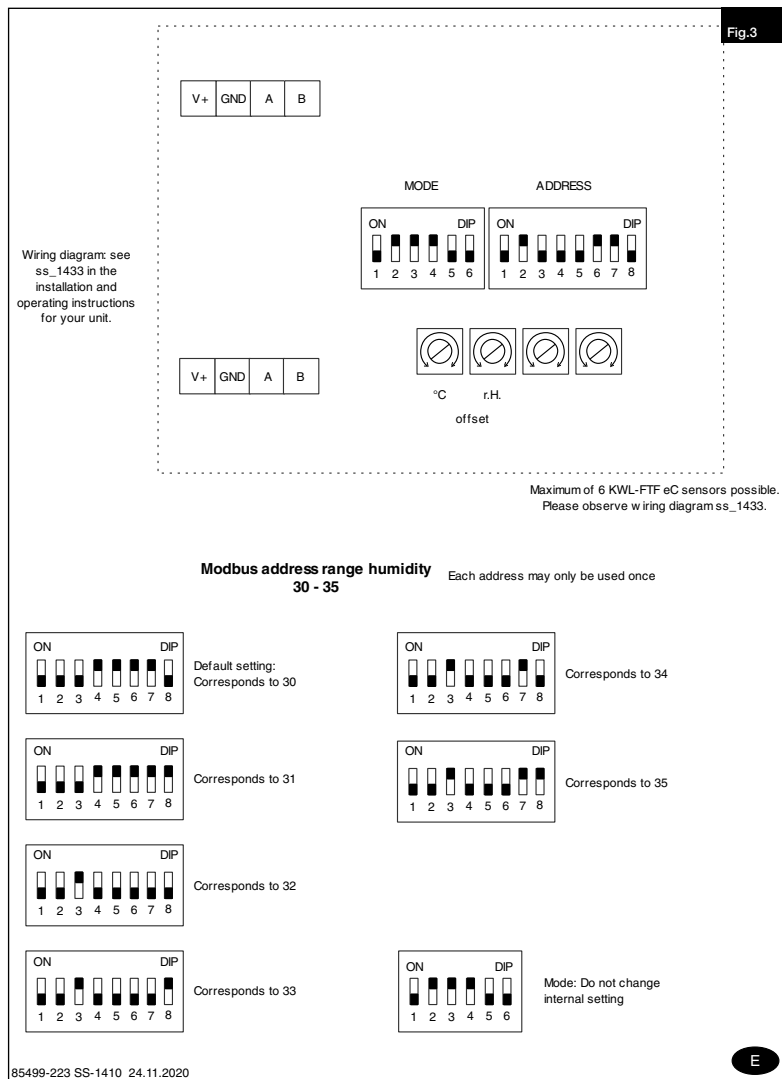 Fig.3
V+ GND A B
MODE ADDRESS
ON ON DIP
1 2 3 4 5 6 1 2 3 4 5 6 7 8
Wiring diagram: see
ss_1433 in the
installation and
operating instructions
for your unit.
V+ GND A B
°C r.H.
offset
Maximum of 6 KWL-FTF eC sensors possible.
Please observe wiring diagram ss_1433.
Modbus address range humidity
30 - 35
Each address may only be used once
ON DIP
1 2 3 4 5 6 7 8
Default setting:
Corresponds to 30
ON DIP
1 2 3 4 5 6 7 8
Corresponds to 34
ON DIP
1 2 3 4 5 6 7 8
Corresponds to 31
ON DIP
1 2 3 4 5 6 7 8
Corresponds to 35
ON DIP
1 2 3 4 5 6 7 8
Corresponds to 32
ON DIP
1 2 3 4 5 6 7 8
Corresponds to 33
ON DIP
1 2 3 4 5 6
Mode: Do not change
internal setting
85499-223 SS-1410 24.11.2020
E